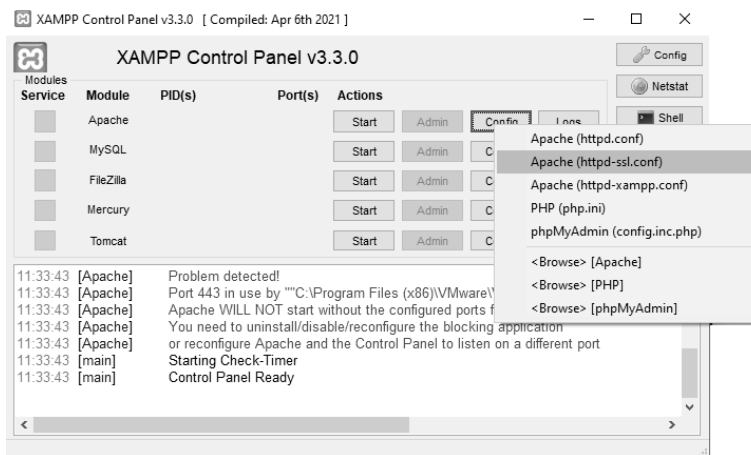 XAMPP Control Panel v3.3.0 [ Compiled: Apr 6th 2021 ]
XAMPP Control Panel v3.3.0
Config
Modules
Netstat
Service Module PID(s) Port(s) Actions
Shell
Apache Start Admin Config Logs
MySQL Start Admin
FileZilla Start Admin
Mercury Start Admin
Tomcat Start Admin
Apache (httpd.conf)
Apache (httpd-ssl.conf)
Apache (httpd-xampp.conf)
PHP (php.ini)
phpMyAdmin (config.inc.php)
<Browse> [Apache]
<Browse> [PHP]
<Browse> [phpMyAdmin]
11:33:43 [Apache] Problem detected!
11:33:43 [Apache] Port 443 in use by ""C:\Program Files (x86)\VMware\
11:33:43 [Apache] Apache WILL NOT start without the configured ports
11:33:43 [Apache] You need to uninstall/disable/reconfigure the blocking application
11:33:43 [Apache] or reconfigure Apache and the Control Panel to listen on a different port
11:33:43 [main] Starting Check-Timer
11:33:43 [main] Control Panel Ready